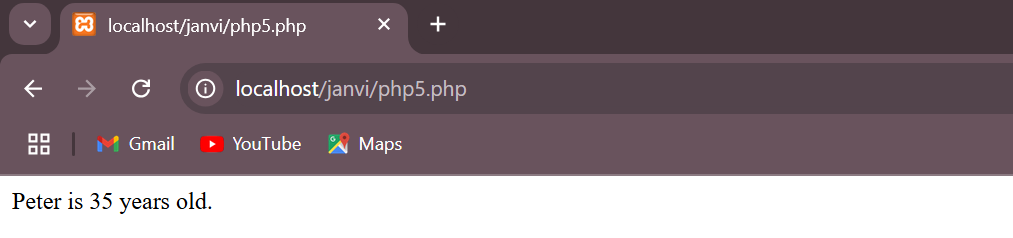 localhost/janvi/php5.php
localhost/janvi/php5.php
Gmail YouTube Maps
Peter is 35 years old.